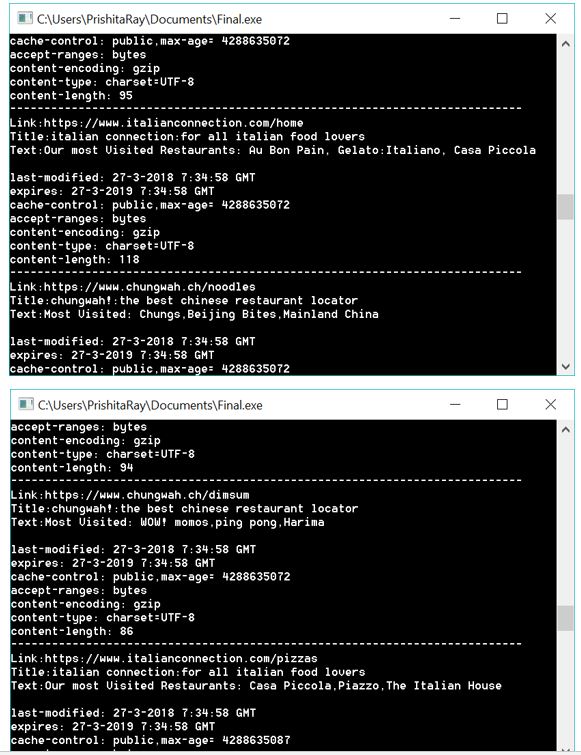 C:\Users\PrishitaRay\Documents\Final.exe
cache-control: public,max-age= 4288635072
accept-ranges: bytes
content-encoding: gzip
content-type: charset=UTF-8
content-length: 95
--------------------------------------------------------------------------
Link:https://www.italianconnection.com/home
Title:italian connection:for all italian food lovers
Text:Our most Visited Restaurants: Au Bon Pain, Gelato:Italiano, Casa Piccola
last-modified: 27-3-2018 7:34:58 GMT
expires: 27-3-2019 7:34:58 GMT
cache-control: public,max-age= 4288635072
accept-ranges: bytes
content-encoding: gzip
content-type: charset=UTF-8
content-length: 118
--------------------------------------------------------------------------
Link:https://www.chungwah.ch/noodles
Title:chungwah!:the best chinese restaurant locator
Text:Most Visited: Chungs,Beijing Bites,Mainland China
last-modified: 27-3-2018 7:34:58 GMT
expires: 27-3-2019 7:34:58 GMT
cache-control: public,max-age= 4288635072
C:\Users\PrishitaRay\Documents\Final.exe
accept-ranges: bytes
content-encoding: gzip
content-type: charset=UTF-8
content-length: 94
--------------------------------------------------------------------------
Link:https://www.chungwah.ch/dimsum
Title:chungwah!:the best chinese restaurant locator
Text:Most Visited: WOW! momos,ping pong,Harima
last-modified: 27-3-2018 7:34:58 GMT
expires: 27-3-2019 7:34:58 GMT
cache-control: public,max-age= 4288635072
accept-ranges: bytes
content-encoding: gzip
content-type: charset=UTF-8
content-length: 86
--------------------------------------------------------------------------
Link:https://www.italianconnection.com/pizzas
Title:italian connection:for all italian food lovers
Text:Our most Visited Restaurants: Casa Piccola,Piazzo,The Italian House
last-modified: 27-3-2018 7:34:58 GMT
expires: 27-3-2019 7:34:58 GMT
cache-control: public,max-age= 4288635087